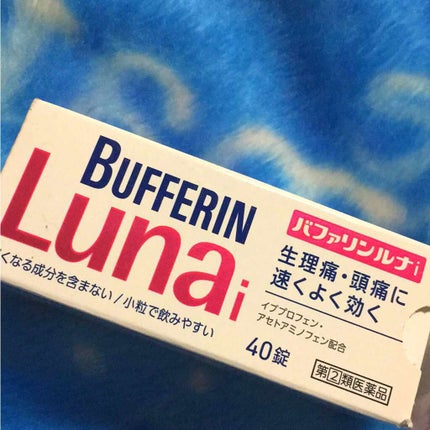 BUFFERIN
Lunai
くなる成分を含まない/小粒で飲みやすい
バファリンルナi
生理痛・頭痛に
速くよく効く
イブプロフェン・
アセトアミノフェン配合
40錠
指②類医薬品